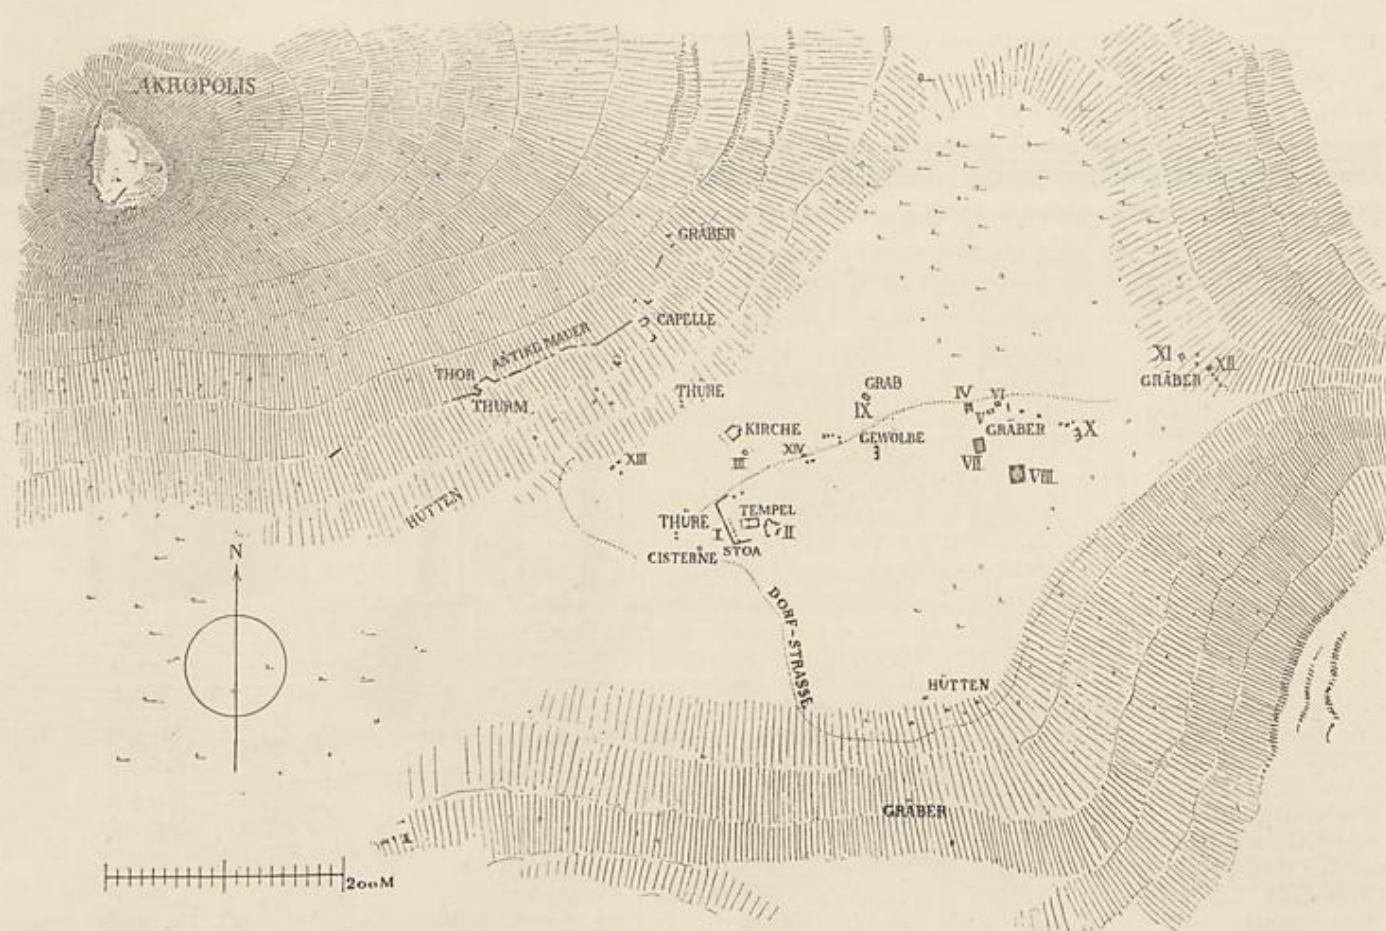 AKROPOLIS
GRÄBER
CAPELLE
ANTIKE MAUER
THOR
THURM
THÜRE
GRAB
IX
IV
VI
V
GRÄBER
XI
XII
GRÄBER
X
KIRCHE
III
XIV
GEWÖLBE
VII
VIII
XIII
HÜTTEN
THÜRE
I
TEMPEL
II
STOA
CISTERNE
N
DORF-STRASSE
HÜTTEN
GRÄBER
200M